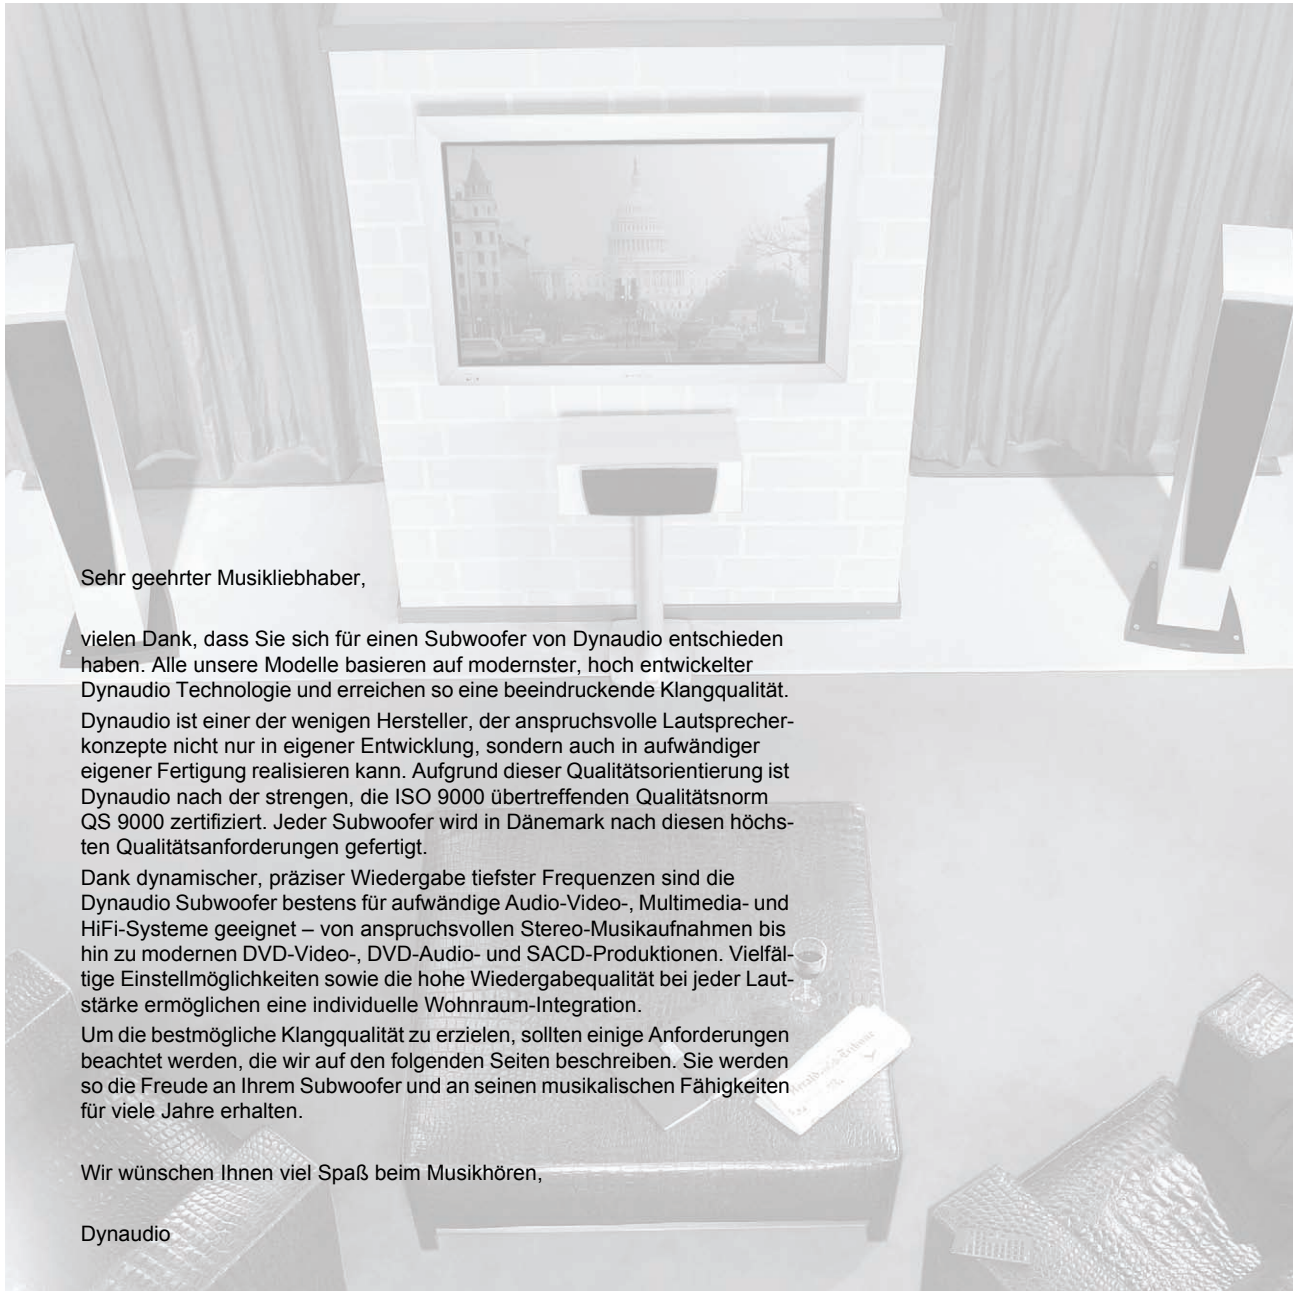 Sehr geehrter Musikliebhaber,
vielen Dank, dass Sie sich für einen Subwoofer von Dynaudio entschieden
haben. Alle unsere Modelle basieren auf modernster, hoch entwickelter
Dynaudio Technologie und erreichen so eine beeindruckende Klangqualität.
Dynaudio ist einer der wenigen Hersteller, der anspruchsvolle Lautsprecher-
konzepte nicht nur in eigener Entwicklung, sondern auch in aufwändiger
eigener Fertigung realisieren kann. Aufgrund dieser Qualitätsorientierung ist
Dynaudio nach der strengen, die ISO 9000 übertreffenden Qualitätsnorm
QS 9000 zertifiziert. Jeder Subwoofer wird in Dänemark nach diesen höchs-
ten Qualitätsanforderungen gefertigt.
Dank dynamischer, präziser Wiedergabe tiefster Frequenzen sind die
Dynaudio Subwoofer bestens für aufwändige Audio-Video-, Multimedia- und
HiFi-Systeme geeignet – von anspruchsvollen Stereo-Musikaufnahmen bis
hin zu modernen DVD-Video-, DVD-Audio- und SACD-Produktionen. Vielfäl-
tige Einstellmöglichkeiten sowie die hohe Wiedergabequalität bei jeder Laut-
stärke ermöglichen eine individuelle Wohnraum-Integration.
Um die bestmögliche Klangqualität zu erzielen, sollten einige Anforderungen
beachtet werden, die wir auf den folgenden Seiten beschreiben. Sie werden
so die Freude an Ihrem Subwoofer und an seinen musikalischen Fähigkeiten
für viele Jahre erhalten.
Wir wünschen Ihnen viel Spaß beim Musikhören,
Dynaudio
Herald Tribune